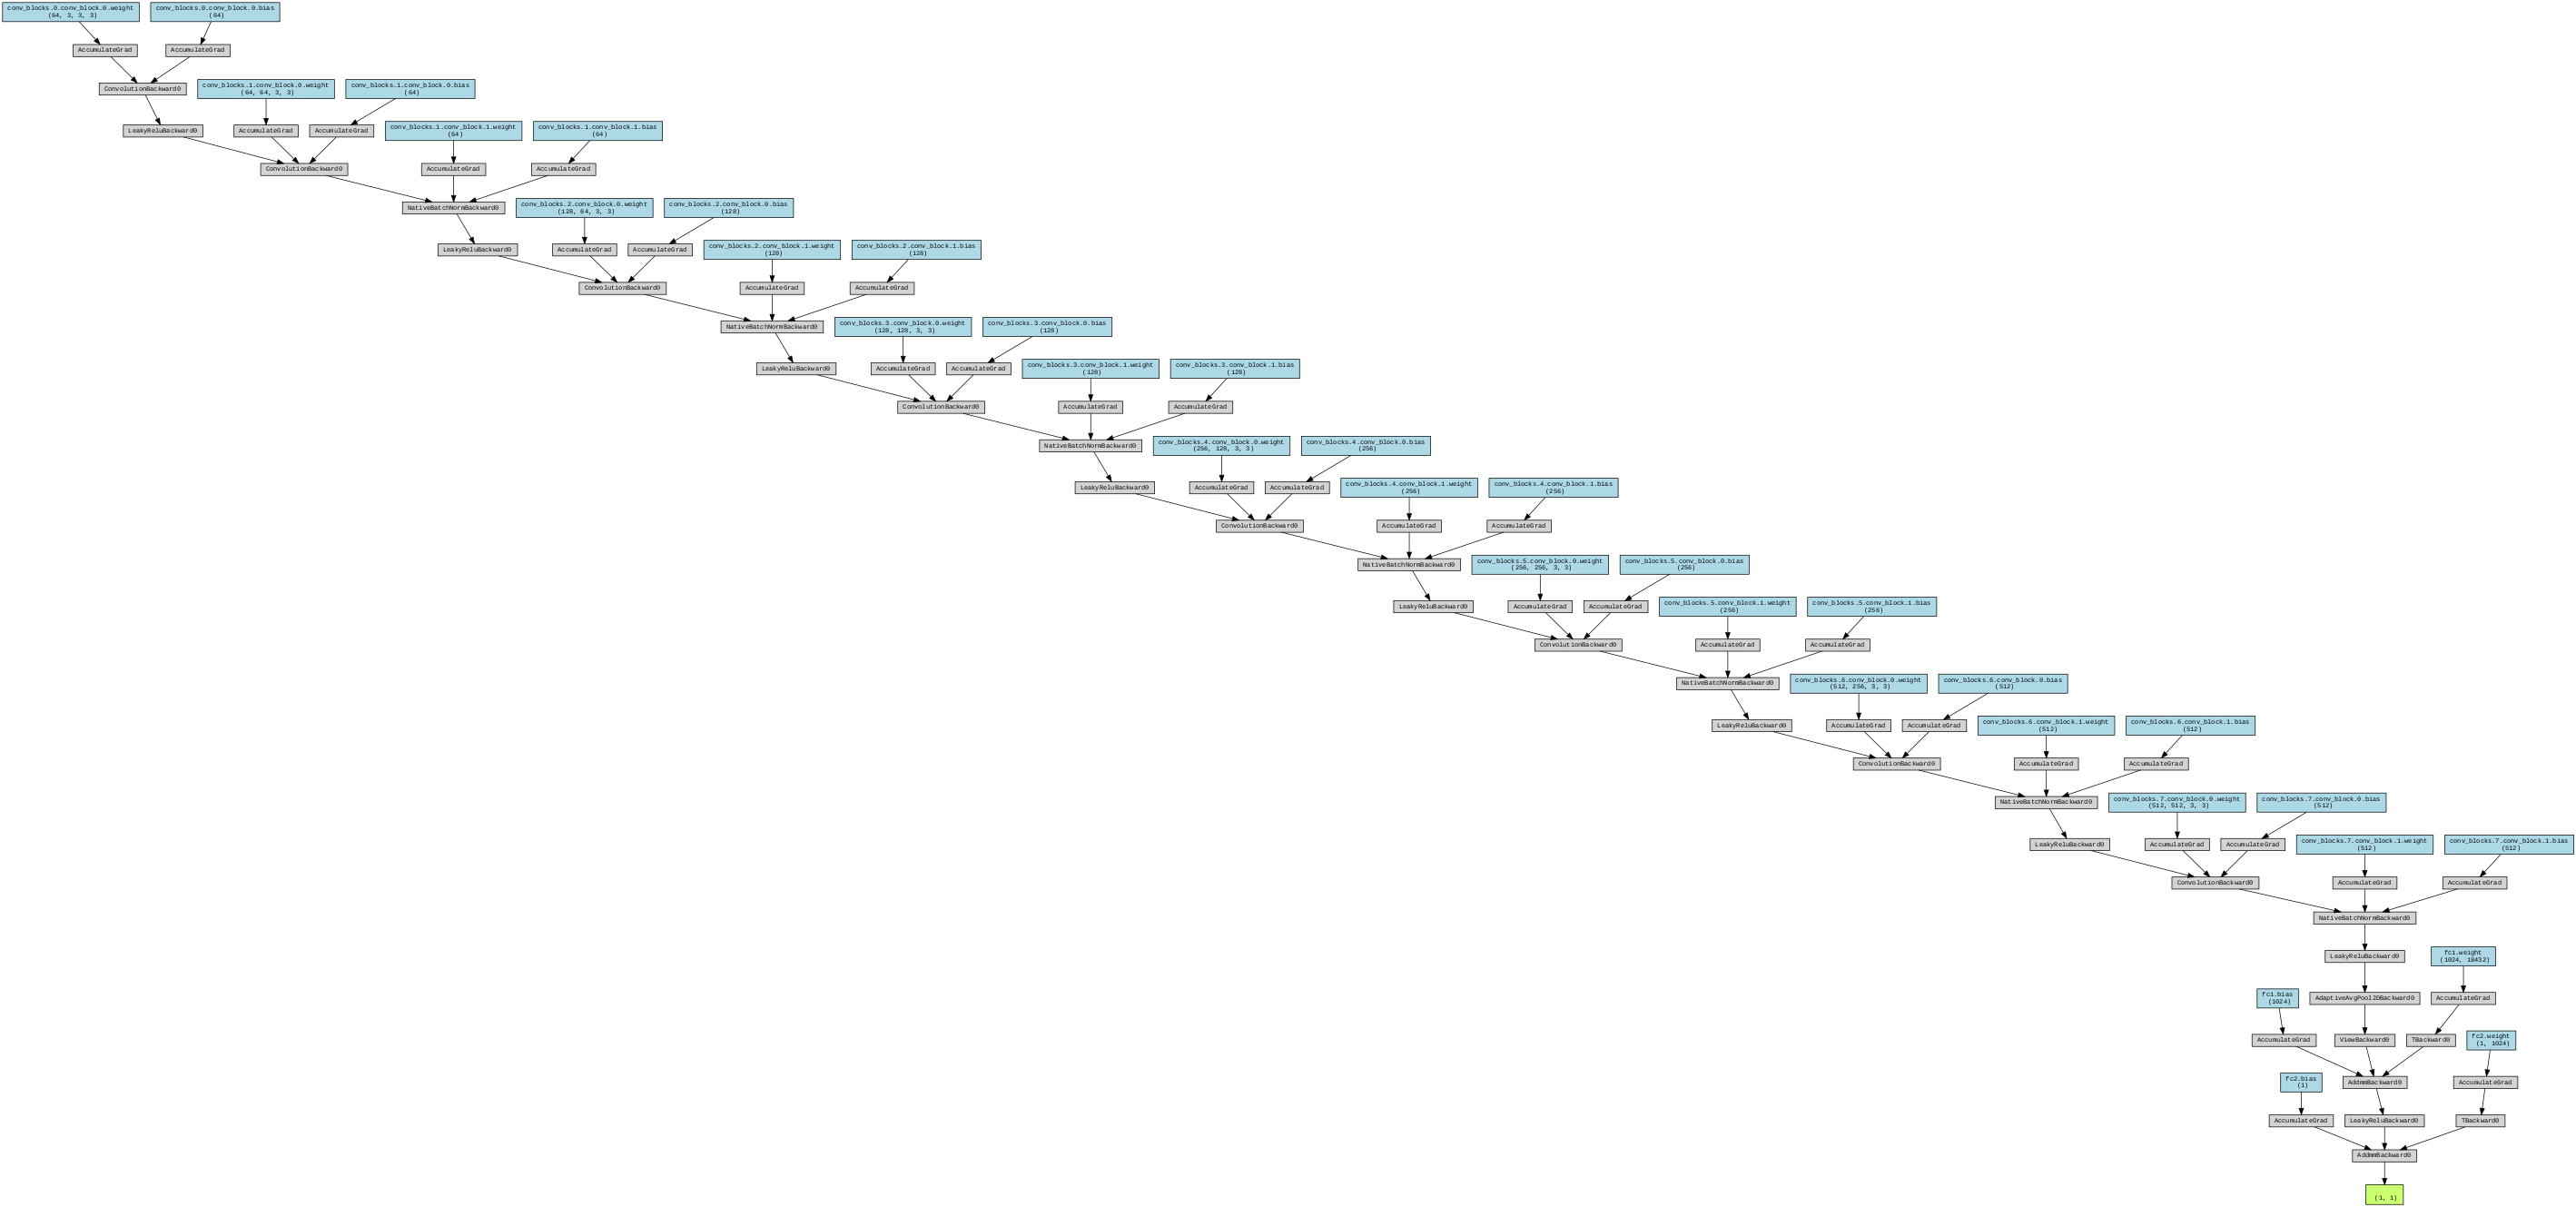 conv_blocks.0.conv_block.0.weight
(64, 3, 3, 3)
conv_blocks.0.conv_block.0.bias
(64)
AccumulateGrad
AccumulateGrad
ConvolutionBackward0
conv_blocks.1.conv_block.0.weight
(64, 64, 3, 3)
conv_blocks.1.conv_block.0.bias
(64)
LeakyReluBackward0
AccumulateGrad
AccumulateGrad
conv_blocks.1.conv_block.1.weight
(64)
conv_blocks.1.conv_block.1.bias
(64)
ConvolutionBackward0
AccumulateGrad
AccumulateGrad
NativeBatchNormBackward0
conv_blocks.2.conv_block.0.weight
(128, 64, 3, 3)
conv_blocks.2.conv_block.0.bias
(128)
LeakyReluBackward0
AccumulateGrad
AccumulateGrad
conv_blocks.2.conv_block.1.weight
(128)
conv_blocks.2.conv_block.1.bias
(128)
ConvolutionBackward0
AccumulateGrad
AccumulateGrad
NativeBatchNormBackward0
conv_blocks.3.conv_block.0.weight
(128, 128, 3, 3)
conv_blocks.3.conv_block.0.bias
(128)
LeakyReluBackward0
AccumulateGrad
AccumulateGrad
conv_blocks.3.conv_block.1.weight
(128)
conv_blocks.3.conv_block.1.bias
(128)
ConvolutionBackward0
AccumulateGrad
AccumulateGrad
NativeBatchNormBackward0
conv_blocks.4.conv_block.0.weight
(256, 128, 3, 3)
conv_blocks.4.conv_block.0.bias
(256)
LeakyReluBackward0
AccumulateGrad
AccumulateGrad
conv_blocks.4.conv_block.1.weight
(256)
conv_blocks.4.conv_block.1.bias
(256)
ConvolutionBackward0
AccumulateGrad
AccumulateGrad
NativeBatchNormBackward0
conv_blocks.5.conv_block.0.weight
(256, 256, 3, 3)
conv_blocks.5.conv_block.0.bias
(256)
LeakyReluBackward0
AccumulateGrad
AccumulateGrad
conv_blocks.5.conv_block.1.weight
(256)
conv_blocks.5.conv_block.1.bias
(256)
ConvolutionBackward0
AccumulateGrad
AccumulateGrad
NativeBatchNormBackward0
conv_blocks.6.conv_block.0.weight
(512, 256, 3, 3)
conv_blocks.6.conv_block.0.bias
(512)
LeakyReluBackward0
AccumulateGrad
AccumulateGrad
conv_blocks.6.conv_block.1.weight
(512)
conv_blocks.6.conv_block.1.bias
(512)
ConvolutionBackward0
AccumulateGrad
AccumulateGrad
NativeBatchNormBackward0
conv_blocks.7.conv_block.0.weight
(512, 512, 3, 3)
conv_blocks.7.conv_block.0.bias
(512)
LeakyReluBackward0
AccumulateGrad
AccumulateGrad
conv_blocks.7.conv_block.1.weight
(512)
conv_blocks.7.conv_block.1.bias
(512)
ConvolutionBackward0
AccumulateGrad
AccumulateGrad
NativeBatchNormBackward0
LeakyReluBackward0
fc1.weight
(1024, 18432)
fc1.bias
(1024)
AdaptiveAvgPool2DBackward0
AccumulateGrad
AccumulateGrad
ViewBackward0
TBackward0
fc2.weight
(1, 1024)
fc2.bias
(1)
AddmmBackward0
AccumulateGrad
AccumulateGrad
LeakyReluBackward0
TBackward0
AddmmBackward0
(1, 1)